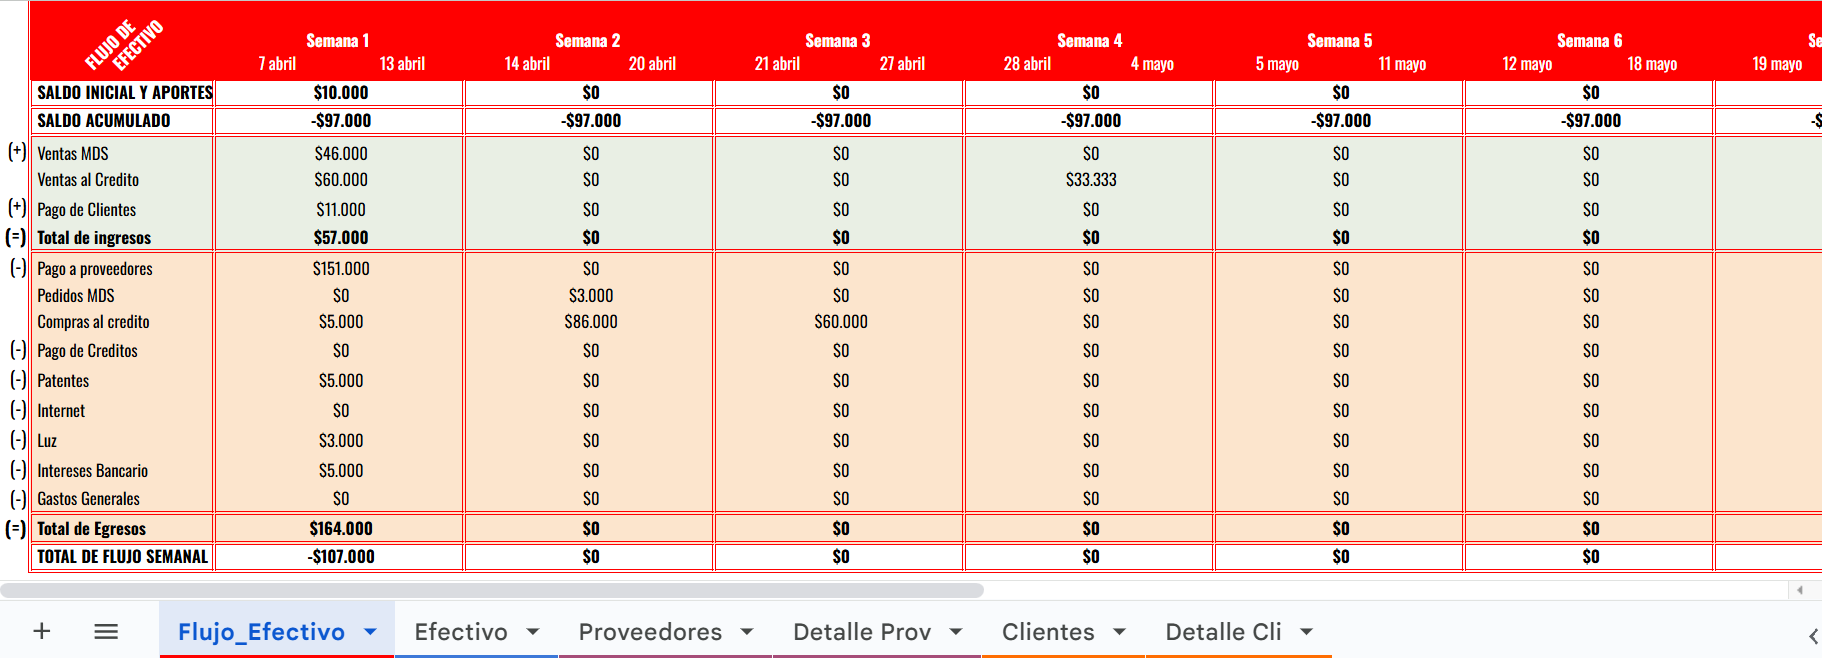 FLUJO DE EFECTIVO Semana 1 Semana 2 Semana 3 Semana 4 Semana 5 Semana 6 Se
7 abril 13 abril 14 abril 20 abril 21 abril 27 abril 28 abril 4 mayo 5 mayo 11 mayo 12 mayo 18 mayo 19 mayo
SALDO INICIAL Y APORTES $10.000 $0 $0 $0 $0 $0
SALDO ACUMULADO -$97.000 -$97.000 -$97.000 -$97.000 -$97.000 -$97.000 -$
(+) Ventas MDS $46.000 $0 $0 $0 $0 $0
Ventas al Credito $60.000 $0 $0 $33.333 $0 $0
(+) Pago de Clientes $11.000 $0 $0 $0 $0 $0
(=) Total de ingresos $57.000 $0 $0 $0 $0 $0
(-) Pago a proveedores $151.000 $0 $0 $0 $0 $0
Pedidos MDS $0 $3.000 $0 $0 $0 $0
Compras al credito $5.000 $86.000 $60.000 $0 $0 $0
(-) Pago de Creditos $0 $0 $0 $0 $0 $0
(-) Patentes $5.000 $0 $0 $0 $0 $0
(-) Internet $0 $0 $0 $0 $0 $0
(-) Luz $3.000 $0 $0 $0 $0 $0
(-) Intereses Bancario $5.000 $0 $0 $0 $0 $0
(-) Gastos Generales $0 $0 $0 $0 $0 $0
(=) Total de Egresos $164.000 $0 $0 $0 $0 $0
TOTAL DE FLUJO SEMANAL -$107.000 $0 $0 $0 $0 $0
Flujo_Efectivo Efectivo Proveedores Detalle Prov Clientes Detalle Cli